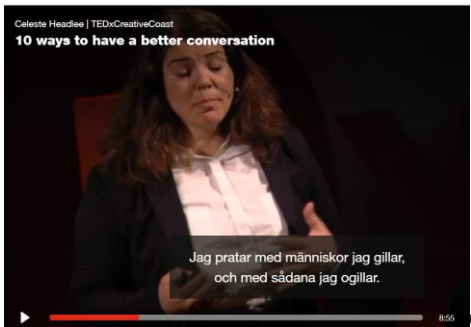 Celeste Headlee | TEDxCreativeCoast
10 ways to have a better conversation
Jag pratar med människor jag gillar,
och med sådana jag ogillar.
8:55